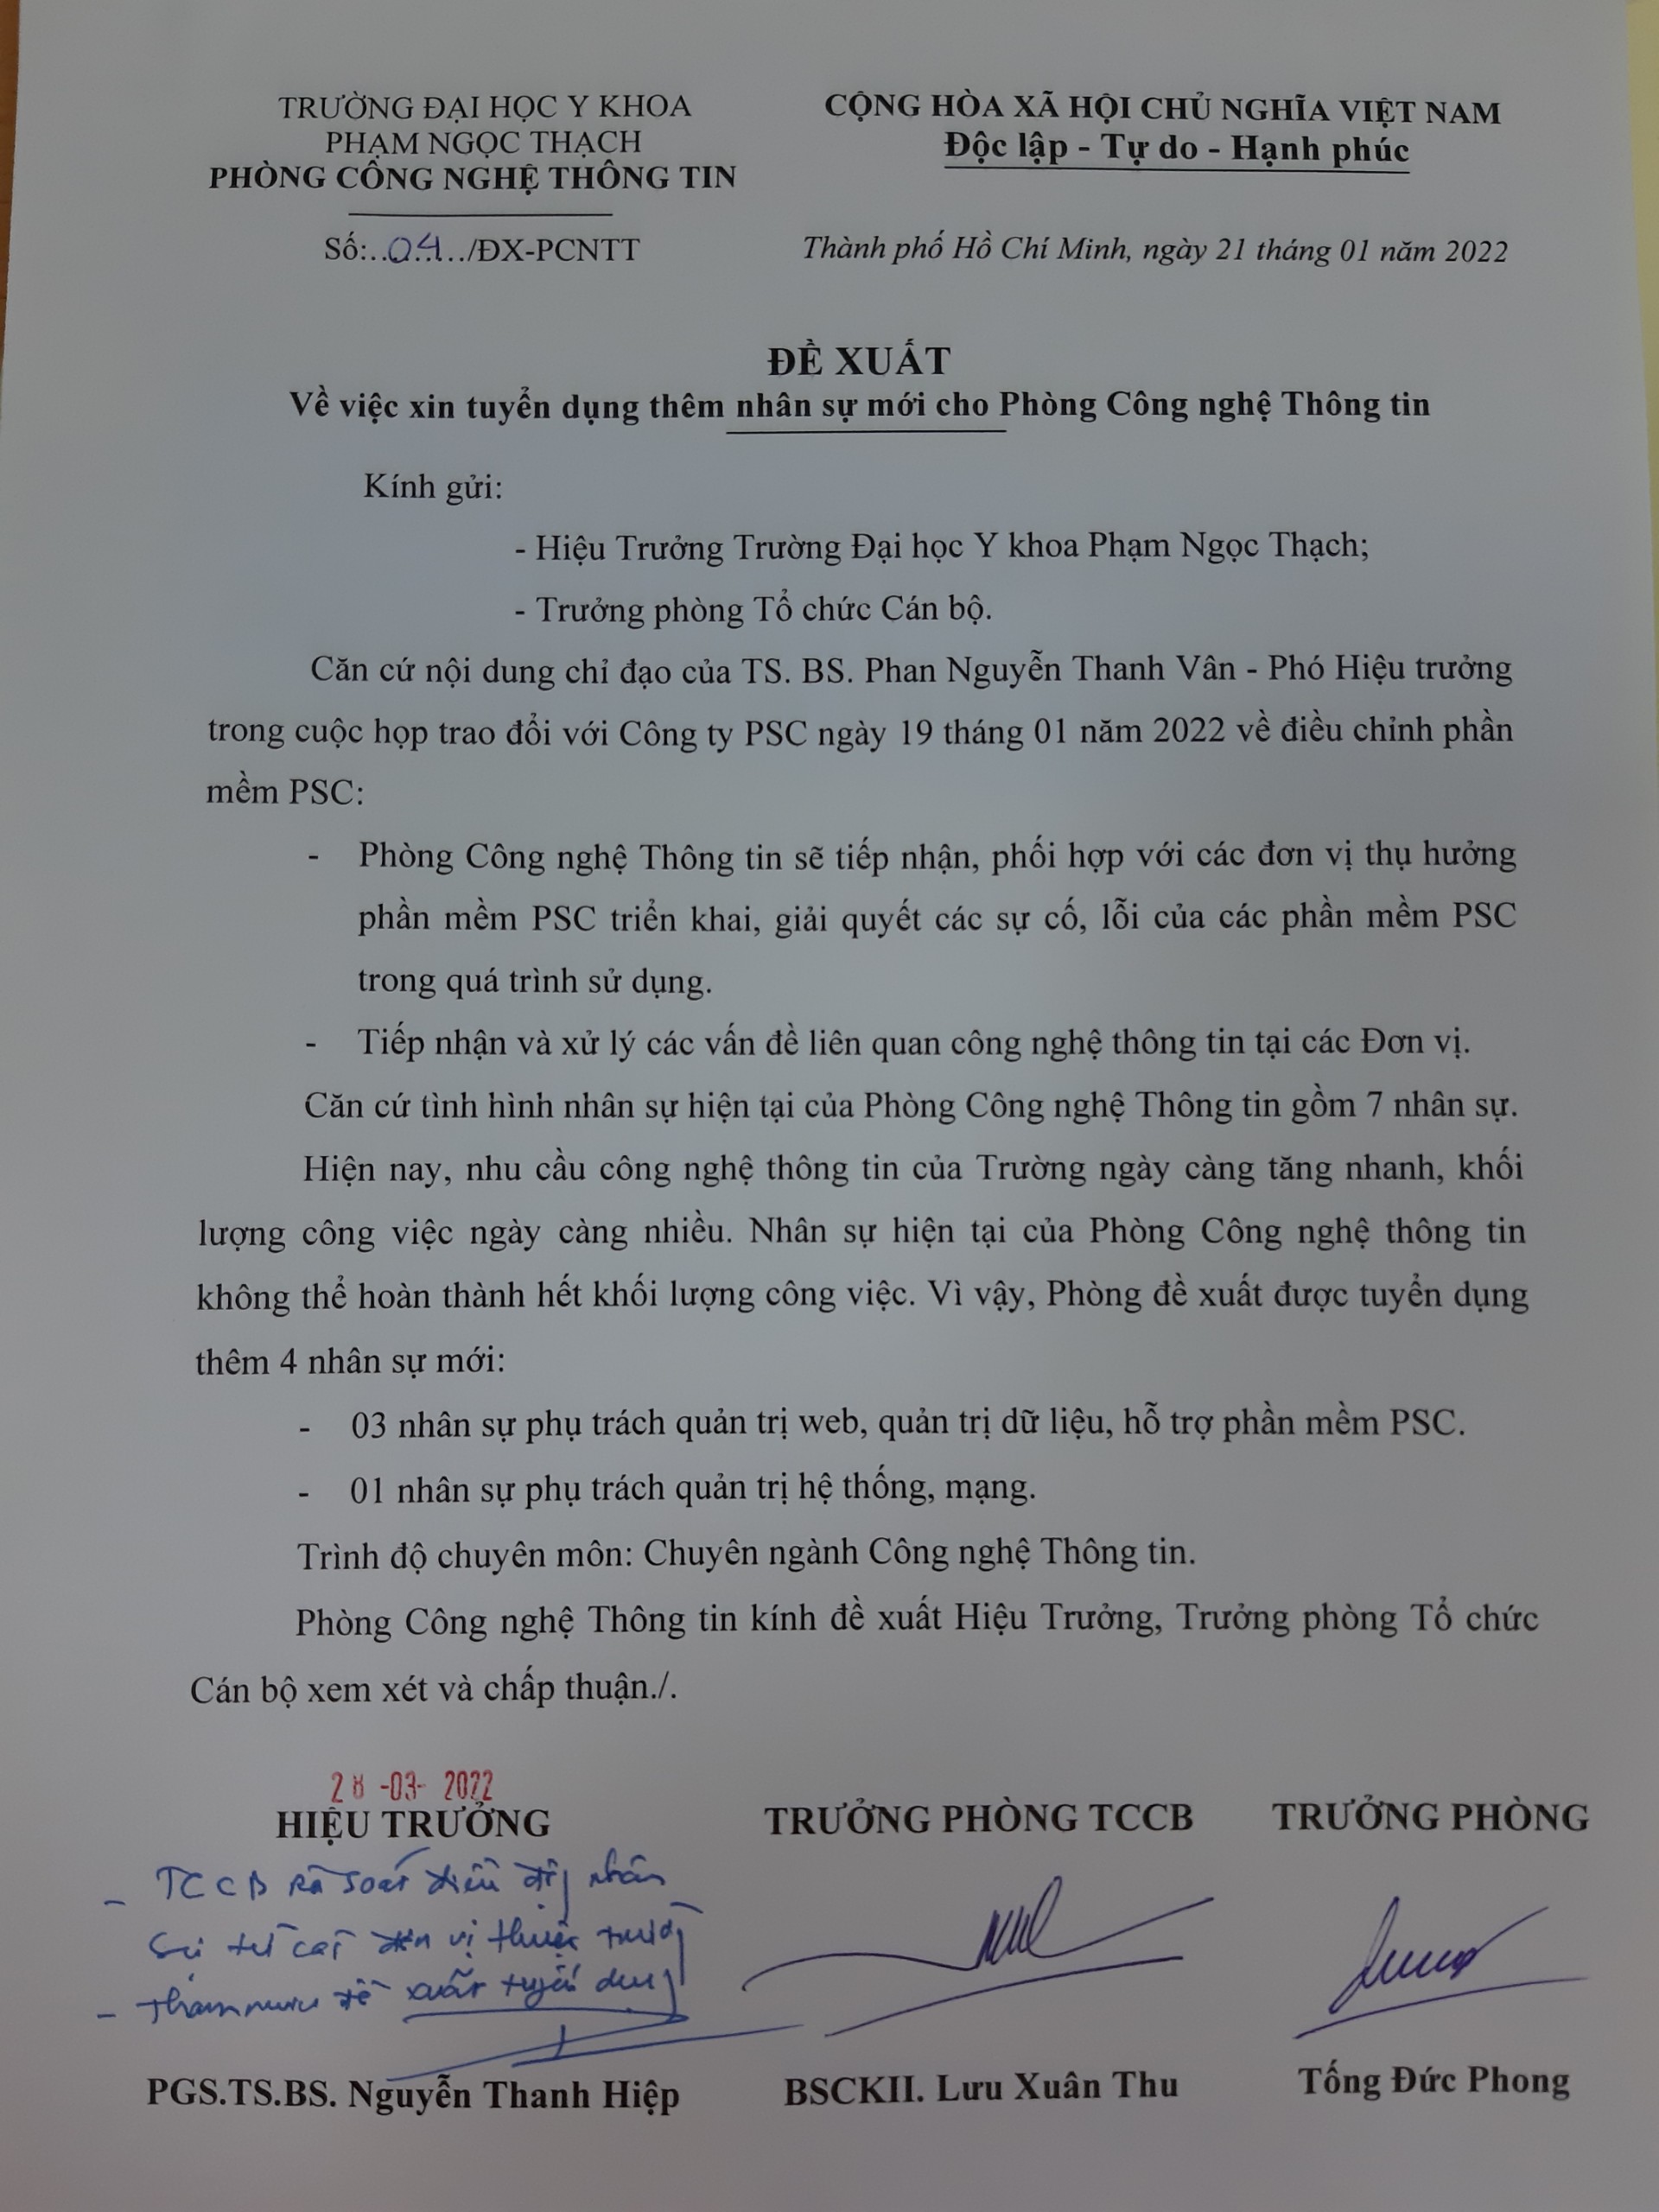 TRƯỜNG ĐẠI HỌC Y KHOA
PHẠM NGỌC THẠCH
PHÒNG CÔNG NGHỆ THÔNG TIN
Số:..04.../ĐX-PCNTT
CỘNG HÒA XÃ HỘI CHỦ NGHĨA VIỆT NAM
Độc lập - Tự do - Hạnh phúc
Thành phố Hồ Chí Minh, ngày 21 tháng 01 năm 2022
ĐỀ XUẤT
Về việc xin tuyển dụng thêm nhân sự mới cho Phòng Công nghệ Thông tin
Kính gửi:
- Hiệu Trưởng Trường Đại học Y khoa Phạm Ngọc Thạch;
- Trưởng phòng Tổ chức Cán bộ.
Căn cứ nội dung chỉ đạo của TS. BS. Phan Nguyễn Thanh Vân - Phó Hiệu trưởng
trong cuộc họp trao đổi với Công ty PSC ngày 19 tháng 01 năm 2022 về điều chỉnh phần
mềm PSC:
- Phòng Công nghệ Thông tin sẽ tiếp nhận, phối hợp với các đơn vị thụ hưởng
phần mềm PSC triển khai, giải quyết các sự cố, lỗi của các phần mềm PSC
trong quá trình sử dụng.
- Tiếp nhận và xử lý các vấn đề liên quan công nghệ thông tin tại các Đơn vị.
Căn cứ tình hình nhân sự hiện tại của Phòng Công nghệ Thông tin gồm 7 nhân sự.
Hiện nay, nhu cầu công nghệ thông tin của Trường ngày càng tăng nhanh, khối
lượng công việc ngày càng nhiều. Nhân sự hiện tại của Phòng Công nghệ thông tin
không thể hoàn thành hết khối lượng công việc. Vì vậy, Phòng đề xuất được tuyển dụng
thêm 4 nhân sự mới:
- 03 nhân sự phụ trách quản trị web, quản trị dữ liệu, hỗ trợ phần mềm PSC.
- 01 nhân sự phụ trách quản trị hệ thống, mạng.
Trình độ chuyên môn: Chuyên ngành Công nghệ Thông tin.
Phòng Công nghệ Thông tin kính đề xuất Hiệu Trưởng, Trưởng phòng Tổ chức
Cán bộ xem xét và chấp thuận./.
28 -03- 2022
HIỆU TRƯỞNG
TRƯỞNG PHÒNG TCCB
TRƯỞNG PHÒNG
- TCCB rà soát điều động nhân
sự từ các đơn vị thuộc trường
- Tham mưu đề xuất tuyển dụng
PGS.TS.BS. Nguyễn Thanh Hiệp
BSCKII. Lưu Xuân Thu
Tống Đức Phong